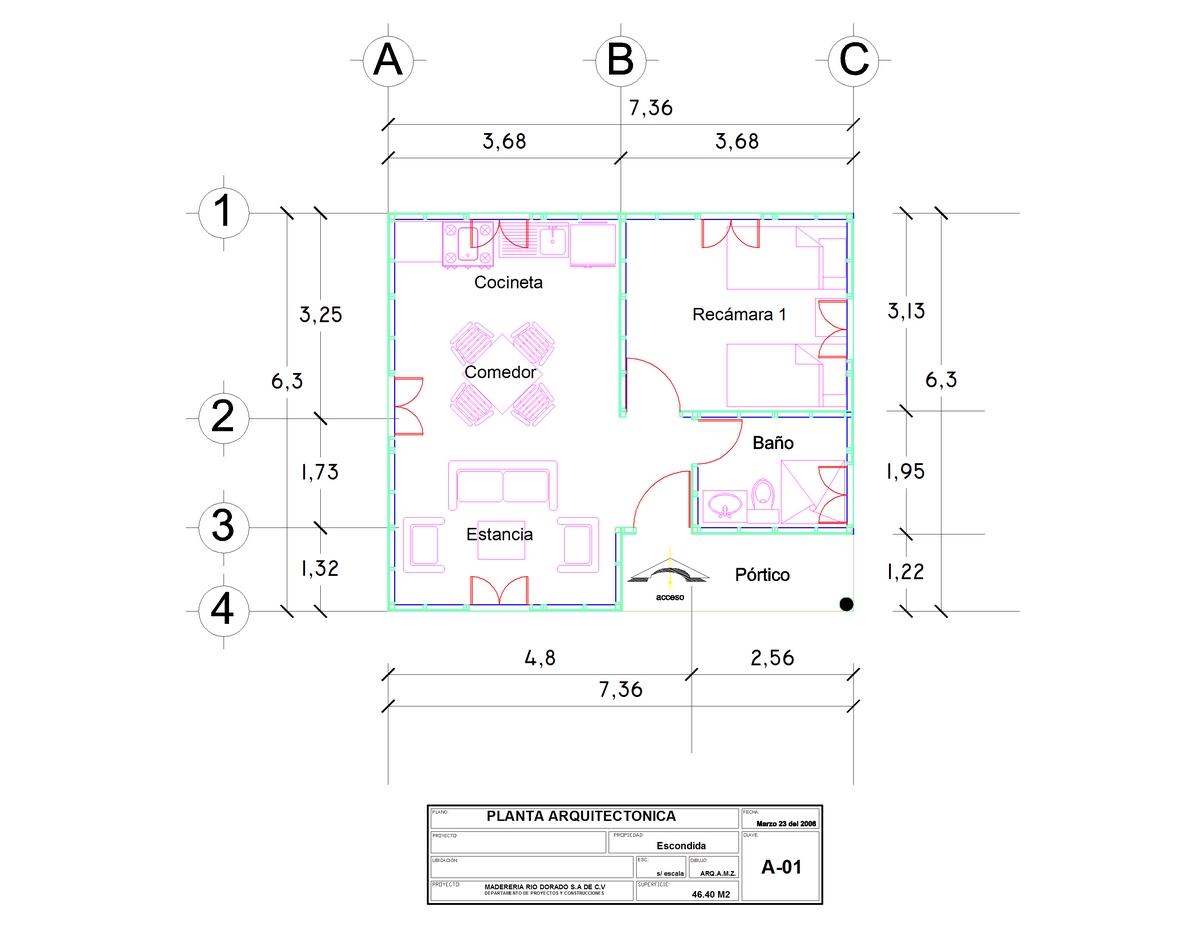 A B C
7,36
3,68 3,68
1
Cocineta
3,25
Recámara 1
3,13
6,3
Comedor
6,3
2
Baño
1,73
1,95
3
Estancia
1,32
Pórtico
1,22
acceso
4
4,8 2,56
7,36
PLANO:
PLANTA ARQUITECTONICA
FECHA:
Marzo 23 del 2006
PROYECTO:
PROPIEDAD:
Escondida
CLAVE:
A-01
UBICACIÓN:
ESC:
s/ escala
DIBUJO:
ARQ.A.M.Z.
PROYECTO:
MADERERIA RIO DORADO S.A DE C.V
DEPARTAMENTO DE PROYECTOS Y CONSTRUCCIONES
SUPERFICIE:
46.40 M2